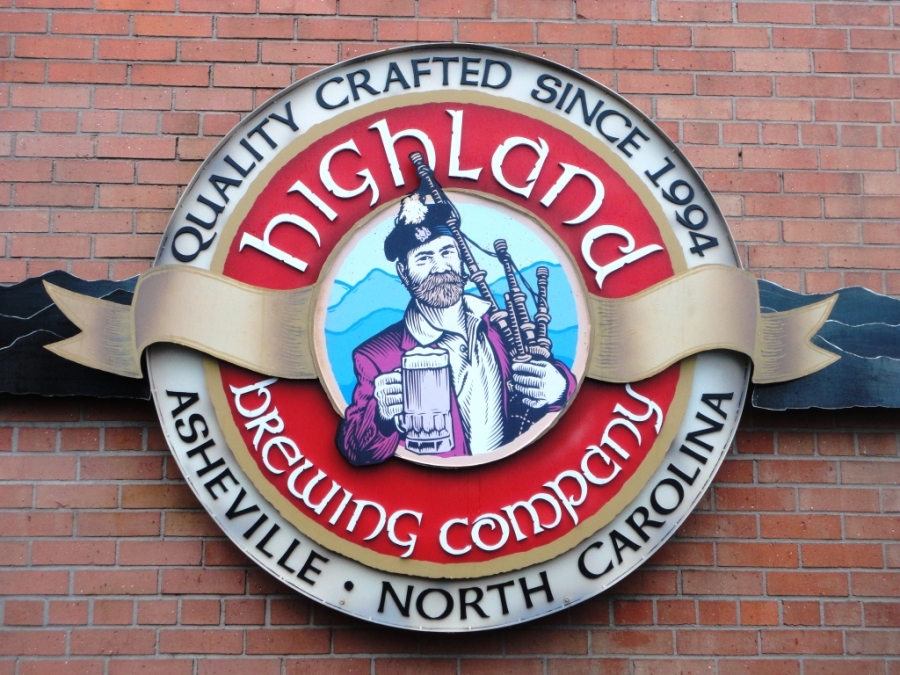 QUALITY CRAFTED SINCE 1994
highland
brewing company
ASHEVILLE • NORTH CAROLINA